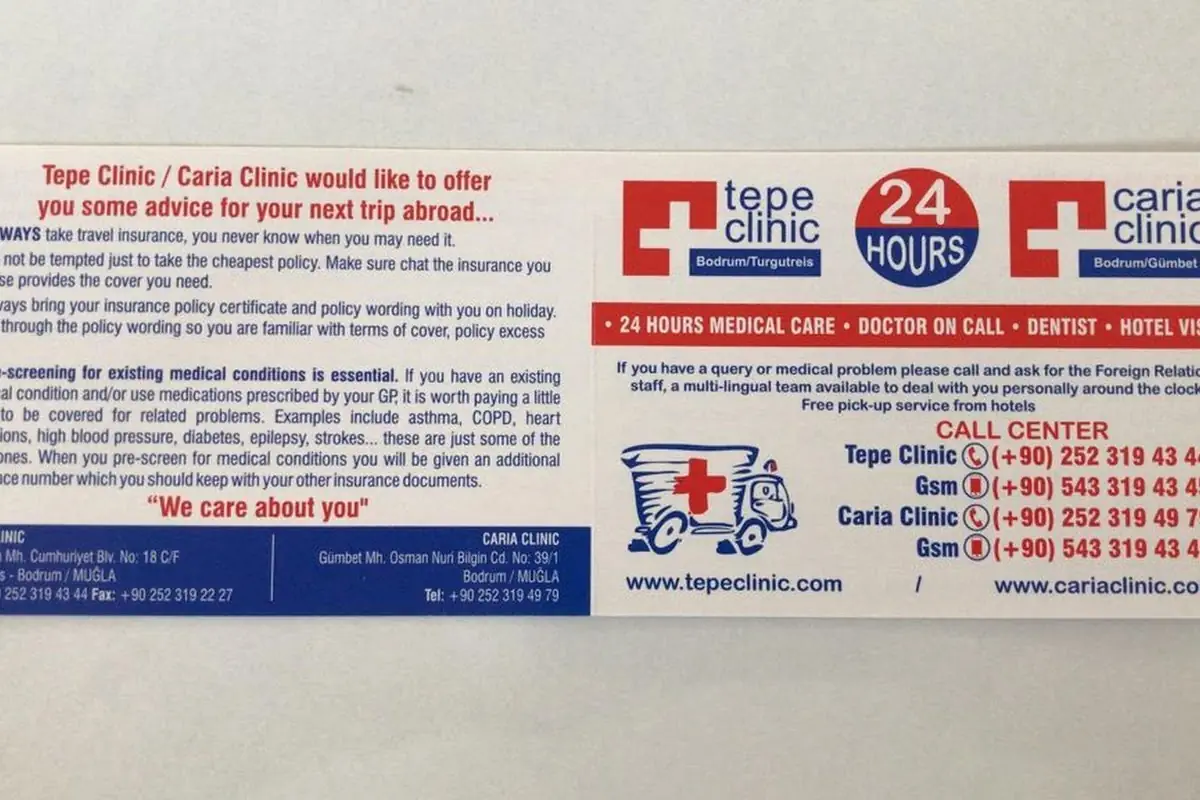 Tepe Clinic / Caria Clinic would like to offer
you some advice for your next trip abroad...
WAYS take travel insurance, you never know when you may need it.
not be tempted just to take the cheapest policy. Make sure chat the insurance you
se provides the cover you need.
ays bring your insurance policy certificate and policy wording with you on holiday.
through the policy wording so you are familiar with terms of cover, policy excess
-screening for existing medical conditions is essential. If you have an existing
al condition and/or use medications prescribed by your GP, it is worth paying a little
to be covered for related problems. Examples include asthma, COPD, heart
ions, high blood pressure, diabetes, epilepsy, strokes... these are just some of the
ones. When you pre-screen for medical conditions you will be given an additional
ce number which you should keep with your other insurance documents.
“We care about you"
INIC
Mh. Cumhuriyet Blv. No: 18 C/F
s - Bodrum / MUĞLA
252 319 43 44 Fax: +90 252 319 22 27
CARIA CLINIC
Gümbet Mh. Osman Nuri Bilgin Cd. No: 39/1
Bodrum / MUĞLA
Tel: +90 252 319 49 79
tepe
clinic
Bodrum/Turgutreis
24
HOURS
caria
clinic
Bodrum/Gümbet
• 24 HOURS MEDICAL CARE • DOCTOR ON CALL • DENTIST • HOTEL VIS
If you have a query or medical problem please call and ask for the Foreign Relatio
staff, a multi-lingual team available to deal with you personally around the clock
Free pick-up service from hotels
CALL CENTER
Tepe Clinic (+90) 252 319 43 44
Gsm (+90) 543 319 43 4
Caria Clinic (+90) 252 319 49 7
Gsm (+90) 543 319 43 4
www.tepeclinic.com / www.cariaclinic.co